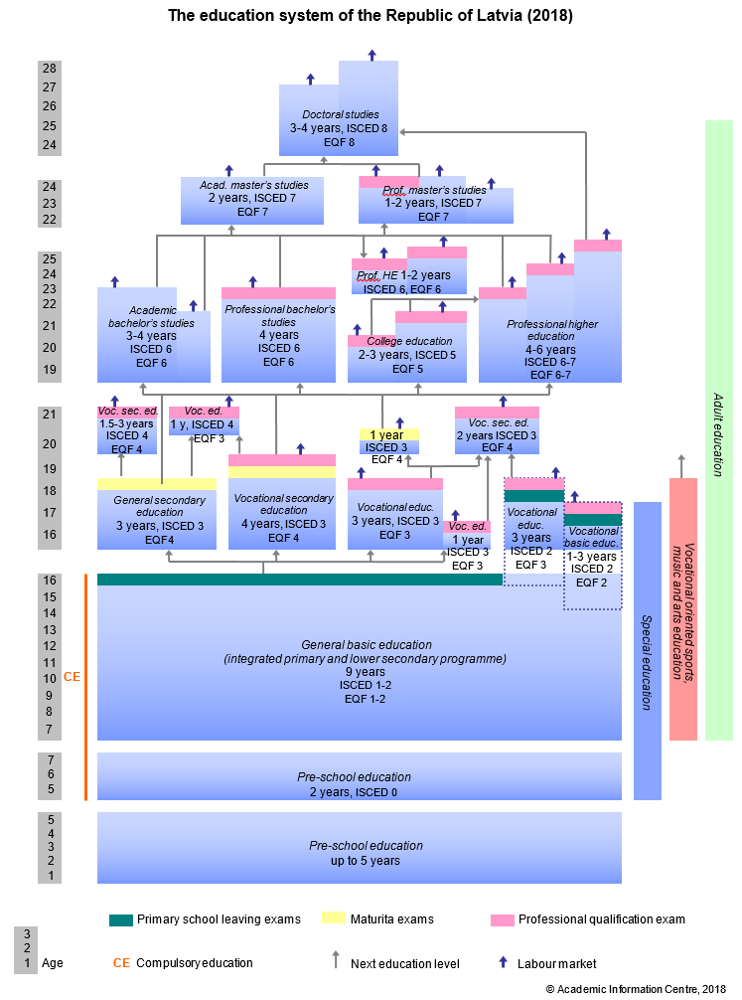 The education system of the Republic of Latvia (2018)
28
27
26
25
24
Doctoral studies
3-4 years, ISCED 8
EQF 8
24
23
22
Acad. master's studies
2 years, ISCED 7
EQF 7
Prof. master's studies
1-2 years, ISCED 7
EQF 7
25
24
23
22
21
20
19
Prof. HE 1-2 years
ISCED 6, EQF 6
Academic
bachelor's studies
3-4 years
ISCED 6
EQF 6
Professional bachelor's
studies
4 years
ISCED 6
EQF 6
College education
2-3 years, ISCED 5
EQF 5
Professional higher
education
4-6 years
ISCED 6-7
EQF 6-7
21
20
19
18
17
16
Voc. sec. ed.
1.5-3 years
ISCED 4
EQF 4
Voc. ed.
1 y, ISCED 4
EQF 3
1 year
ISCED 3
EQF 4
Voc. sec. ed.
2 years ISCED 3
EQF 4
General secondary
education
3 years, ISCED 3
EQF4
Vocational secondary
education
4 years, ISCED 3
EQF 4
Vocational educ.
3 years, ISCED 3
EQF 3
Voc. ed.
1 year
ISCED 3
EQF 3
Vocational
educ.
3 years
ISCED 2
EQF 3
Vocational
basic educ.
1-3 years
ISCED 2
EQF 2
16
15
14
13
12
11
10
9
8
7
CE
General basic education
(integrated primary and lower secondary programme)
9 years
ISCED 1-2
EQF 1-2
7
6
5
Pre-school education
2 years, ISCED 0
5
4
3
2
1
Pre-school education
up to 5 years
Special education
Vocational oriented sports,
music and arts education
Adult education
Primary school leaving exams
Maturita exams
Professional qualification exam
3
2
1
Age
CE Compulsory education
Next education level
Labour market
© Academic Information Centre, 2018